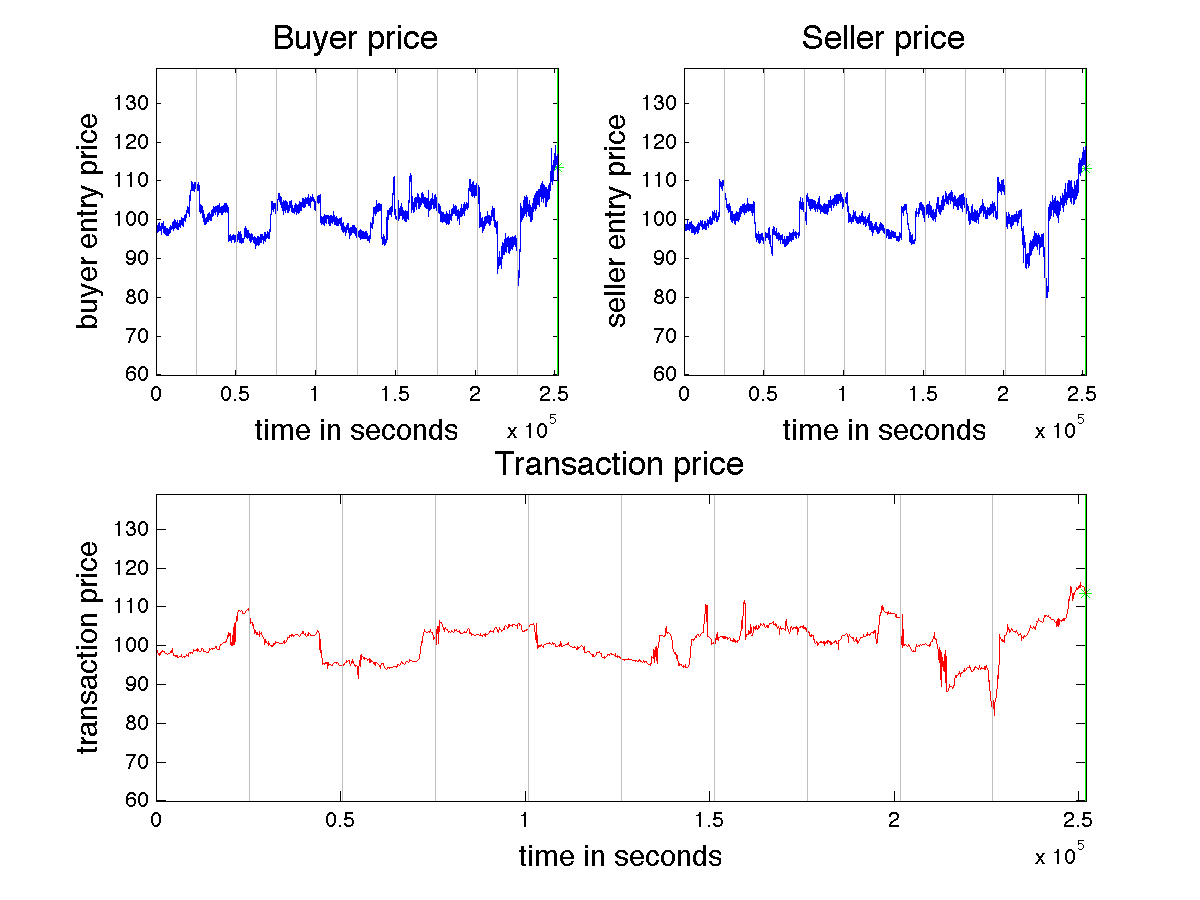 Buyer price
Seller price
buyer entry price
130
120
110
100
90
80
70
60
0 0.5 1 1.5 2 2.5
x 10^5
time in seconds
seller entry price
130
120
110
100
90
80
70
60
0 0.5 1 1.5 2 2.5
x 10^5
time in seconds
Transaction price
transaction price
130
120
110
100
90
80
70
60
0 0.5 1 1.5 2 2.5
x 10^5
time in seconds